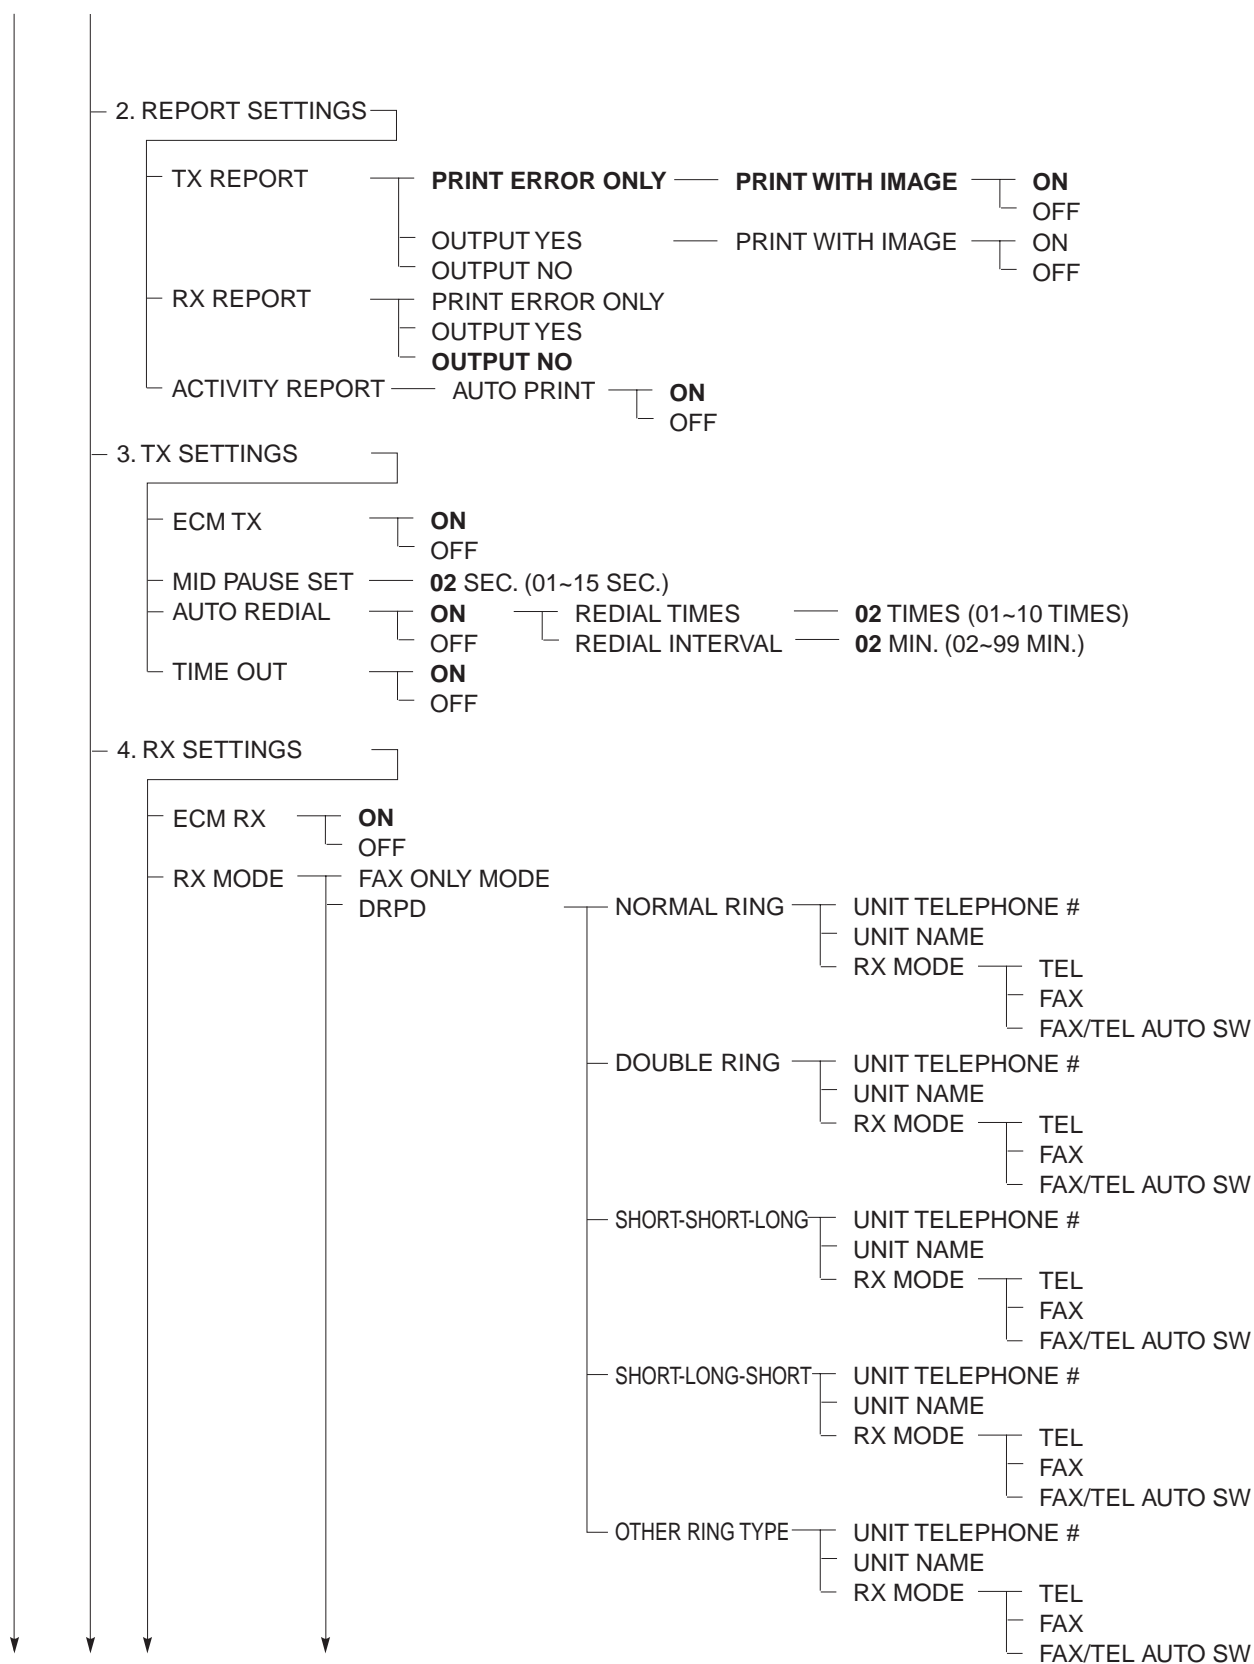 2. REPORT SETTINGS
TX REPORT PRINT ERROR ONLY PRINT WITH IMAGE ON
OFF
OUTPUT YES PRINT WITH IMAGE ON
OUTPUT NO OFF
RX REPORT PRINT ERROR ONLY
OUTPUT YES
OUTPUT NO
ACTIVITY REPORT AUTO PRINT ON
OFF
3. TX SETTINGS
ECM TX ON
OFF
MID PAUSE SET 02 SEC. (01~15 SEC.)
AUTO REDIAL ON REDIAL TIMES 02 TIMES (01~10 TIMES)
OFF REDIAL INTERVAL 02 MIN. (02~99 MIN.)
TIME OUT ON
OFF
4. RX SETTINGS
ECM RX ON
OFF
RX MODE FAX ONLY MODE
DRPD NORMAL RING UNIT TELEPHONE #
UNIT NAME
RX MODE TEL
FAX
FAX/TEL AUTO SW
DOUBLE RING UNIT TELEPHONE #
UNIT NAME
RX MODE TEL
FAX
FAX/TEL AUTO SW
SHORT-SHORT-LONG UNIT TELEPHONE #
UNIT NAME
RX MODE TEL
FAX
FAX/TEL AUTO SW
SHORT-LONG-SHORT UNIT TELEPHONE #
UNIT NAME
RX MODE TEL
FAX
FAX/TEL AUTO SW
OTHER RING TYPE UNIT TELEPHONE #
UNIT NAME
RX MODE TEL
FAX
FAX/TEL AUTO SW